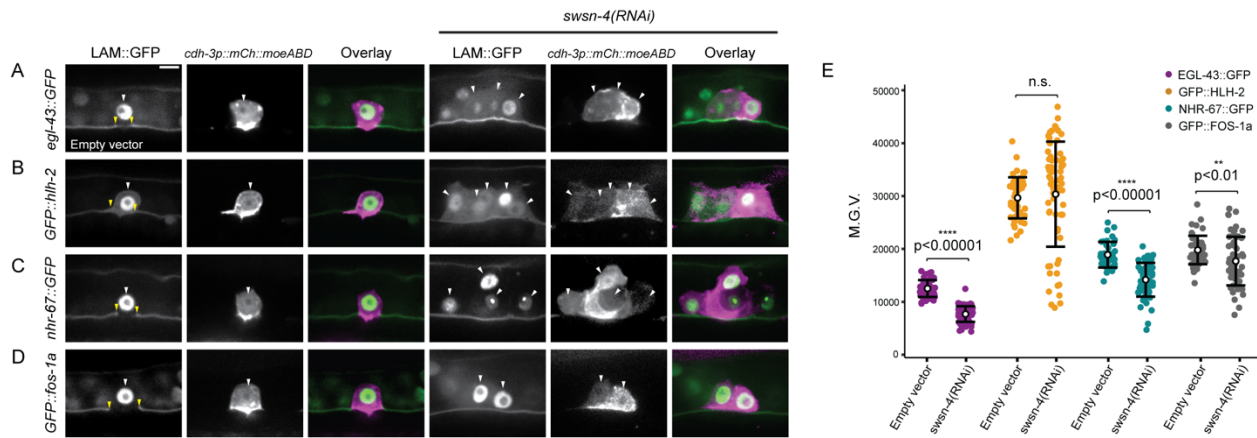 swsn-4(RNAi)
LAM::GFP cdh-3p::mCh::moeABD Overlay LAM::GFP cdh-3p::mCh::moeABD Overlay
A
egl-43::GFP
Empty vector
B
GFP::hlh-2
C
nhr-67::GFP
D
GFP::fos-1a
E
EGL-43::GFP
GFP::HLH-2
NHR-67::GFP
GFP::FOS-1a
M.G.V.
50000
40000
30000
20000
10000
0
****
p<0.00001
n.s.
****
p<0.00001
**
p<0.01
Empty vector
swsn-4(RNAi)
Empty vector
swsn-4(RNAi)
Empty vector
swsn-4(RNAi)
Empty vector
swsn-4(RNAi)